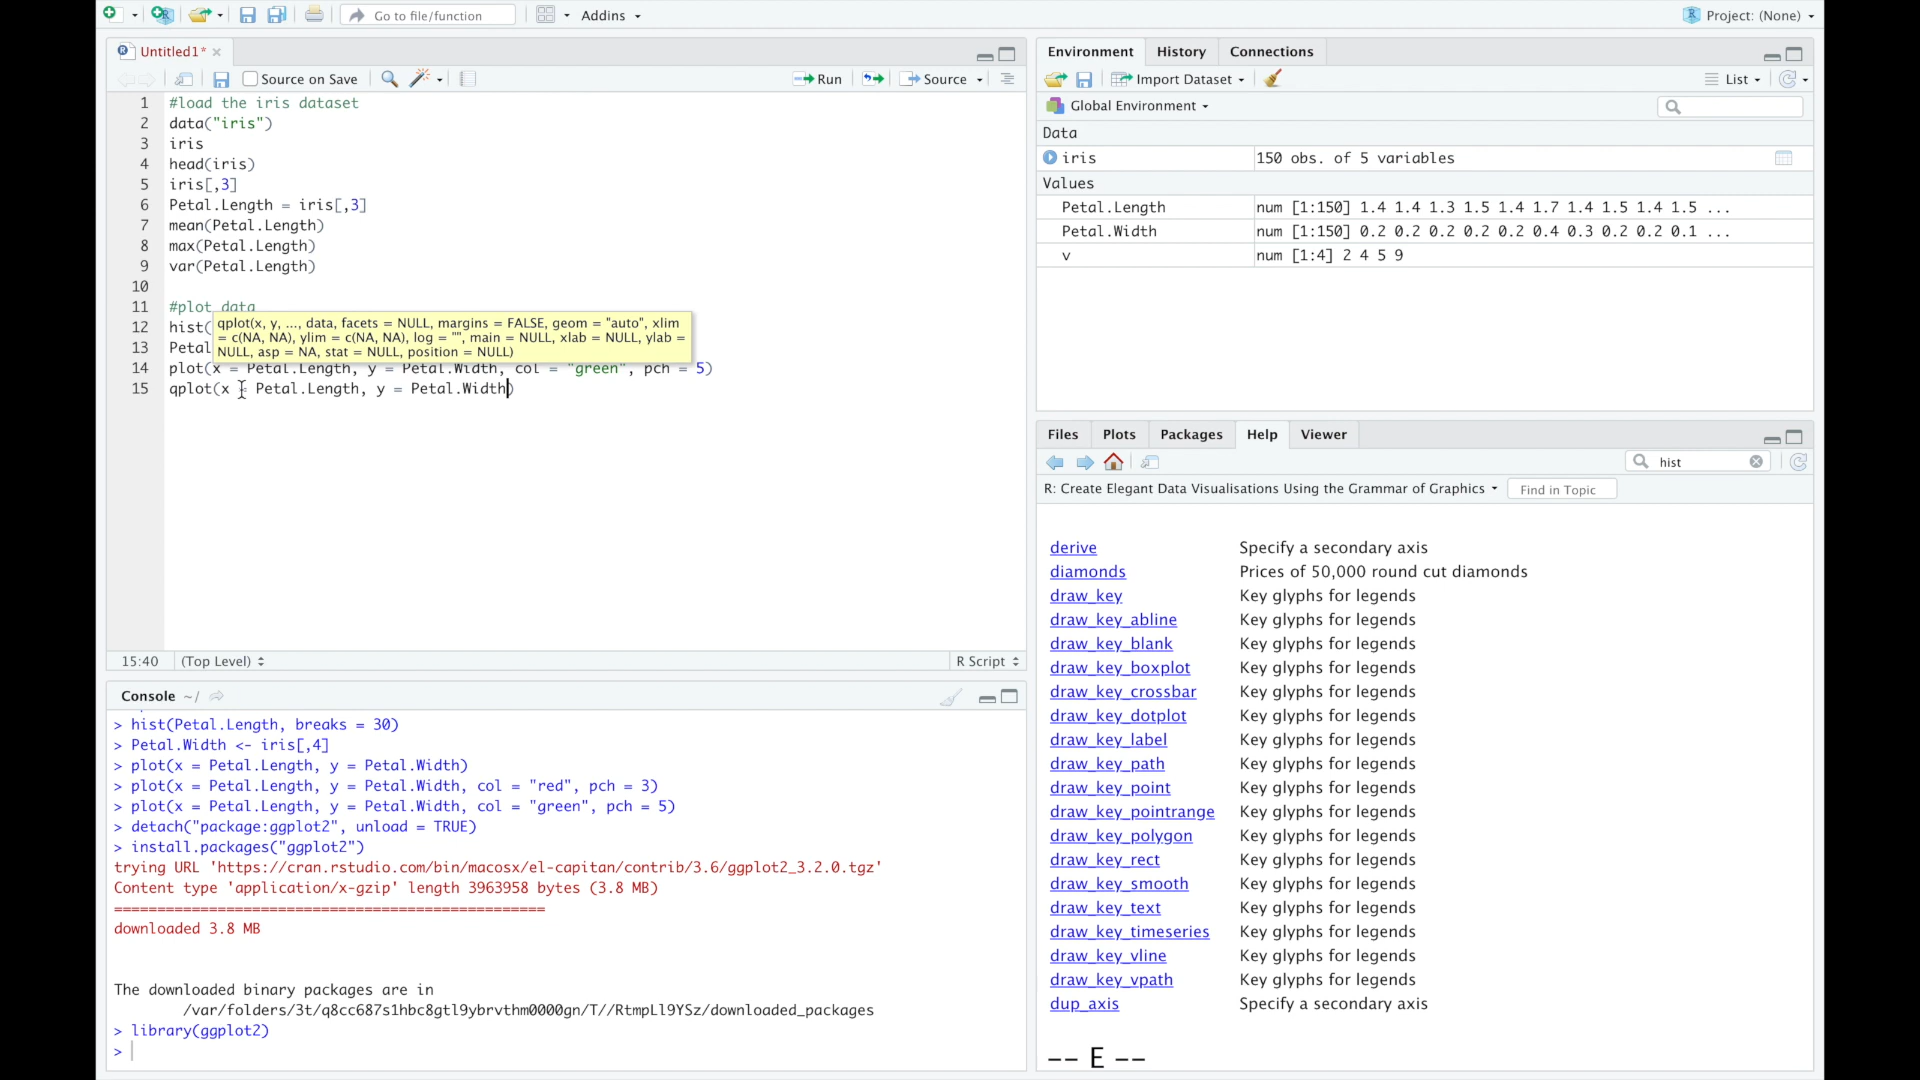 Go to file/function
Addins
Project: (None)
Untitled1*
Source on Save
Run
Source
1 #load the iris dataset
2 data("iris")
3 iris
4 head(iris)
5 iris[,3]
6 Petal.Length = iris[,3]
7 mean(Petal.Length)
8 max(Petal.Length)
9 var(Petal.Length)
10
11 #plot data
12 hist(
13 Petal
14 plot(x = Petal.Length, y = Petal.Width, col = "green", pch = 5)
15 qplot(x = Petal.Length, y = Petal.Width)
qplot(x, y, ..., data, facets = NULL, margins = FALSE, geom = "auto", xlim
= c(NA, NA), ylim = c(NA, NA), log = "", main = NULL, xlab = NULL, ylab =
NULL, asp = NA, stat = NULL, position = NULL)
15:40 (Top Level) R Script
Console ~/
> hist(Petal.Length, breaks = 30)
> Petal.Width <- iris[,4]
> plot(x = Petal.Length, y = Petal.Width)
> plot(x = Petal.Length, y = Petal.Width, col = "red", pch = 3)
> plot(x = Petal.Length, y = Petal.Width, col = "green", pch = 5)
> detach("package:ggplot2", unload = TRUE)
> install.packages("ggplot2")
trying URL 'https://cran.rstudio.com/bin/macosx/el-capitan/contrib/3.6/ggplot2_3.2.0.tgz'
Content type 'application/x-gzip' length 3963958 bytes (3.8 MB)
==================================================
downloaded 3.8 MB
The downloaded binary packages are in
/var/folders/3t/q8cc687s1hbc8gtl9ybrvthm0000gn/T//RtmpLl9YSz/downloaded_packages
> library(ggplot2)
>
Environment History Connections
Import Dataset
List
Global Environment
Data
iris 150 obs. of 5 variables
Values
Petal.Length num [1:150] 1.4 1.4 1.3 1.5 1.4 1.7 1.4 1.5 1.4 1.5 ...
Petal.Width num [1:150] 0.2 0.2 0.2 0.2 0.2 0.4 0.3 0.2 0.2 0.1 ...
v num [1:4] 2 4 5 9
Files Plots Packages Help Viewer
hist
R: Create Elegant Data Visualisations Using the Grammar of Graphics
Find in Topic
derive Specify a secondary axis
diamonds Prices of 50,000 round cut diamonds
draw_key Key glyphs for legends
draw_key_abline Key glyphs for legends
draw_key_blank Key glyphs for legends
draw_key_boxplot Key glyphs for legends
draw_key_crossbar Key glyphs for legends
draw_key_dotplot Key glyphs for legends
draw_key_label Key glyphs for legends
draw_key_path Key glyphs for legends
draw_key_point Key glyphs for legends
draw_key_pointrange Key glyphs for legends
draw_key_polygon Key glyphs for legends
draw_key_rect Key glyphs for legends
draw_key_smooth Key glyphs for legends
draw_key_text Key glyphs for legends
draw_key_timeseries Key glyphs for legends
draw_key_vline Key glyphs for legends
draw_key_vpath Key glyphs for legends
dup_axis Specify a secondary axis
-- E --